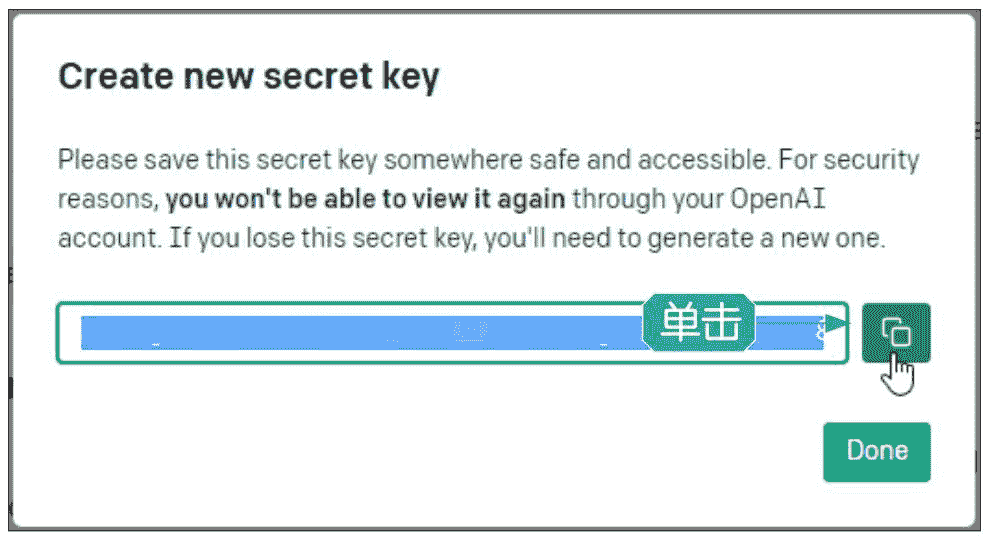 Create new secret key
Please save this secret key somewhere safe and accessible. For security
reasons, you won't be able to view it again through your OpenAI
account. If you lose this secret key, you'll need to generate a new one.
单击
Done